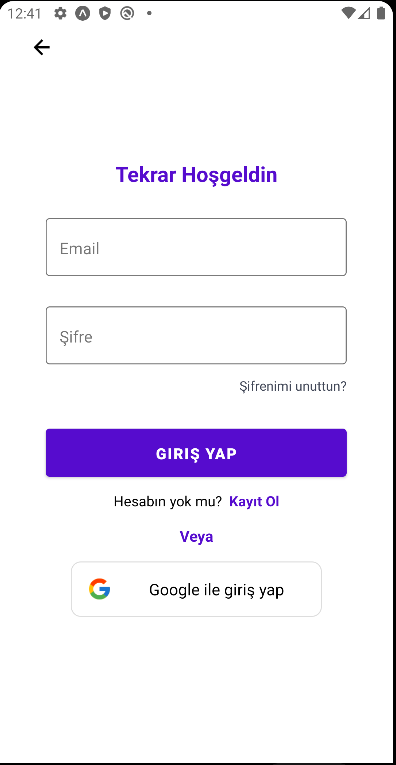 12:41
Tekrar Hoşgeldin
Email
Şifre
Şifrenimi unuttun?
GIRIŞ YAP
Hesabın yok mu? Kayıt Ol
Veya
Google ile giriş yap